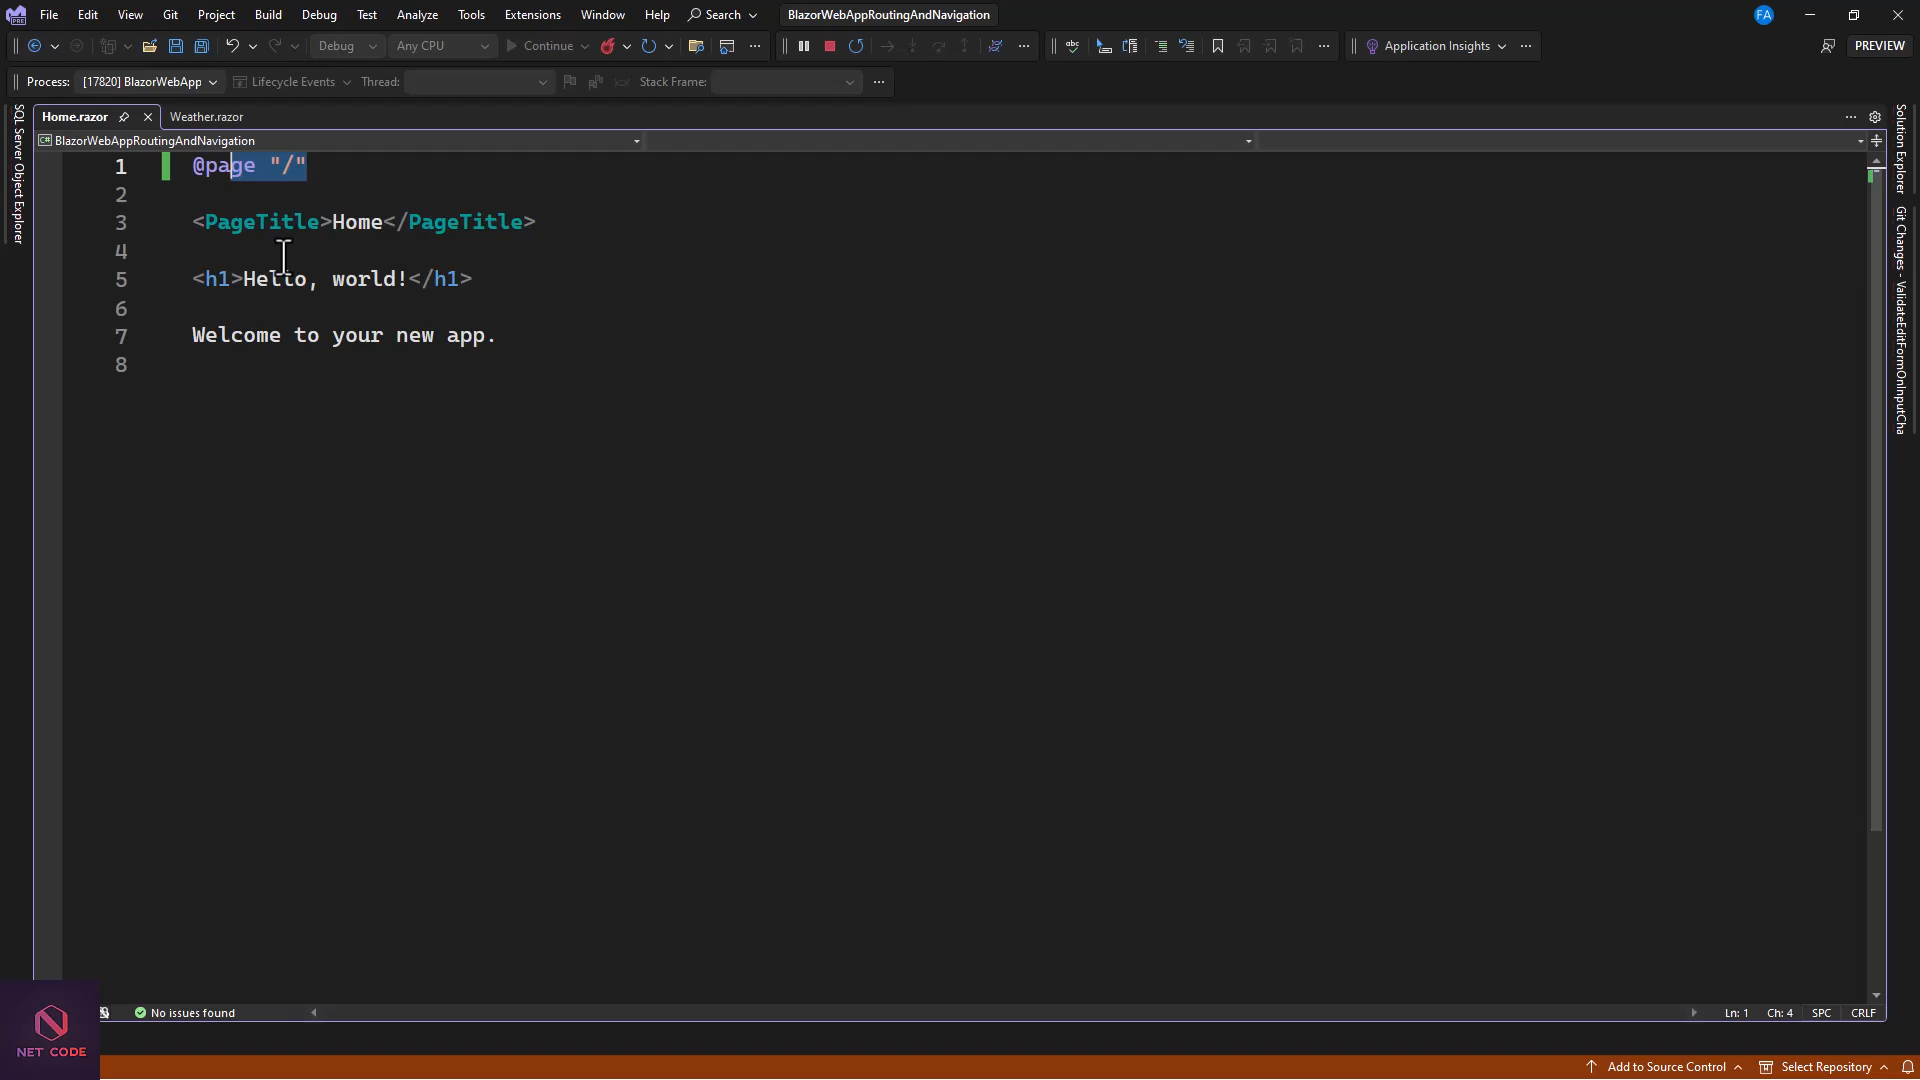 File Edit View Git Project Build Debug Test Analyze Tools Extensions Window Help Search BlazorWebAppRoutingAndNavigation FA
Debug Any CPU Continue Application Insights PREVIEW
Process: [17820] BlazorWebApp Lifecycle Events Thread: Stack Frame:
Home.razor Weather.razor
BlazorWebAppRoutingAndNavigation
SQL Server Object Explorer
1 @page "/"
2
3 <PageTitle>Home</PageTitle>
4
5 <h1>Hello, world!</h1>
6
7 Welcome to your new app.
8
Solution Explorer
Git Changes - ValidateEditFormOnInputCha
No issues found Ln: 1 Ch: 4 SPC CRLF
NET CODE
Add to Source Control Select Repository